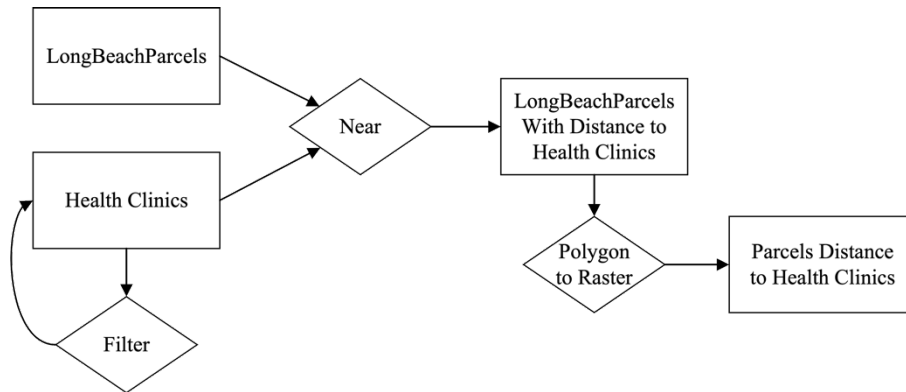 LongBeachParcels
Near
LongBeachParcels
With Distance to
Health Clinics
Health Clinics
Polygon
to Raster
Parcels Distance
to Health Clinics
Filter